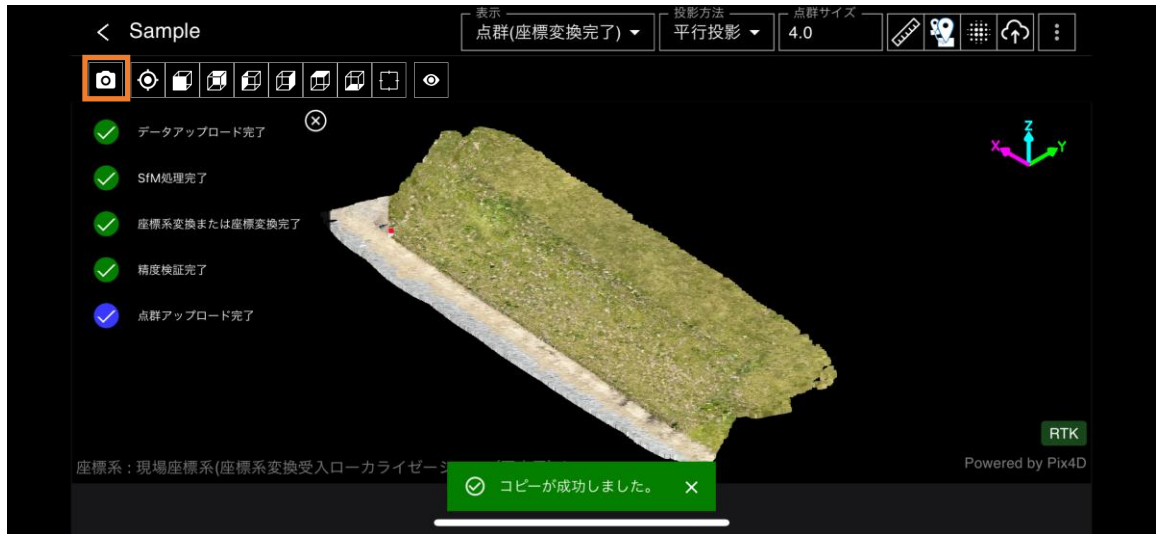 Sample
表示
点群(座標変換完了)
投影方法
平行投影
点群サイズ
4.0
データアップロード完了
SfM処理完了
座標系変換または座標変換完了
精度検証完了
点群アップロード完了
Z
X
Y
RTK
座標系 : 現場座標系(座標系変換受入ローカライゼーシ
Powered by Pix4D
コピーが成功しました。